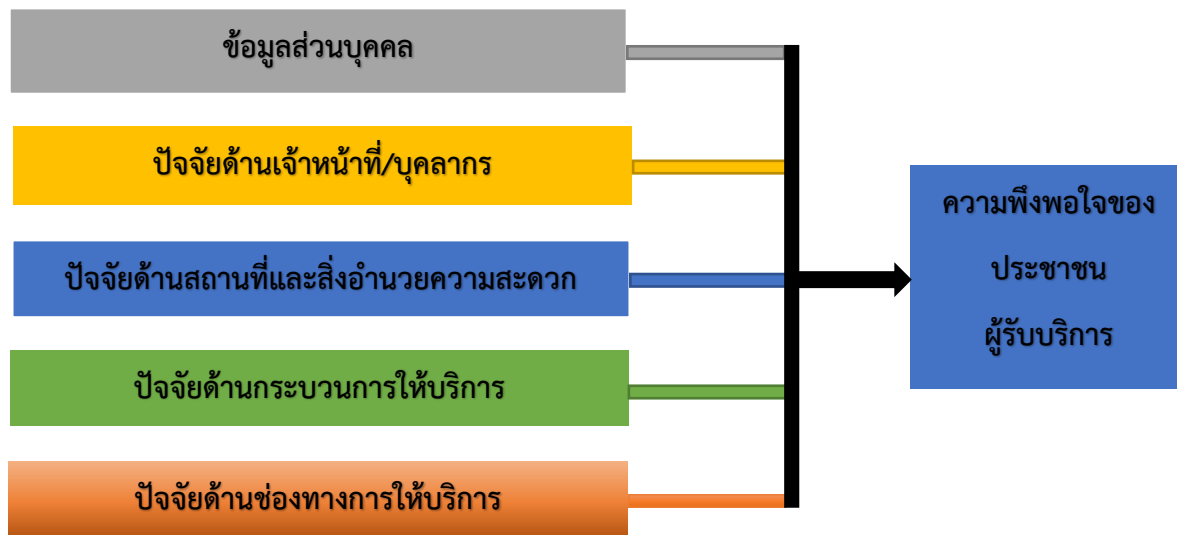 ข้อมูลส่วนบุคคล
ปัจจัยด้านเจ้าหน้าที่/บุคลากร
ปัจจัยด้านสถานที่และสิ่งอำนวยความสะดวก
ปัจจัยด้านกระบวนการให้บริการ
ปัจจัยด้านช่องทางการให้บริการ
ความพึงพอใจของ
ประชาชน
ผู้รับบริการ